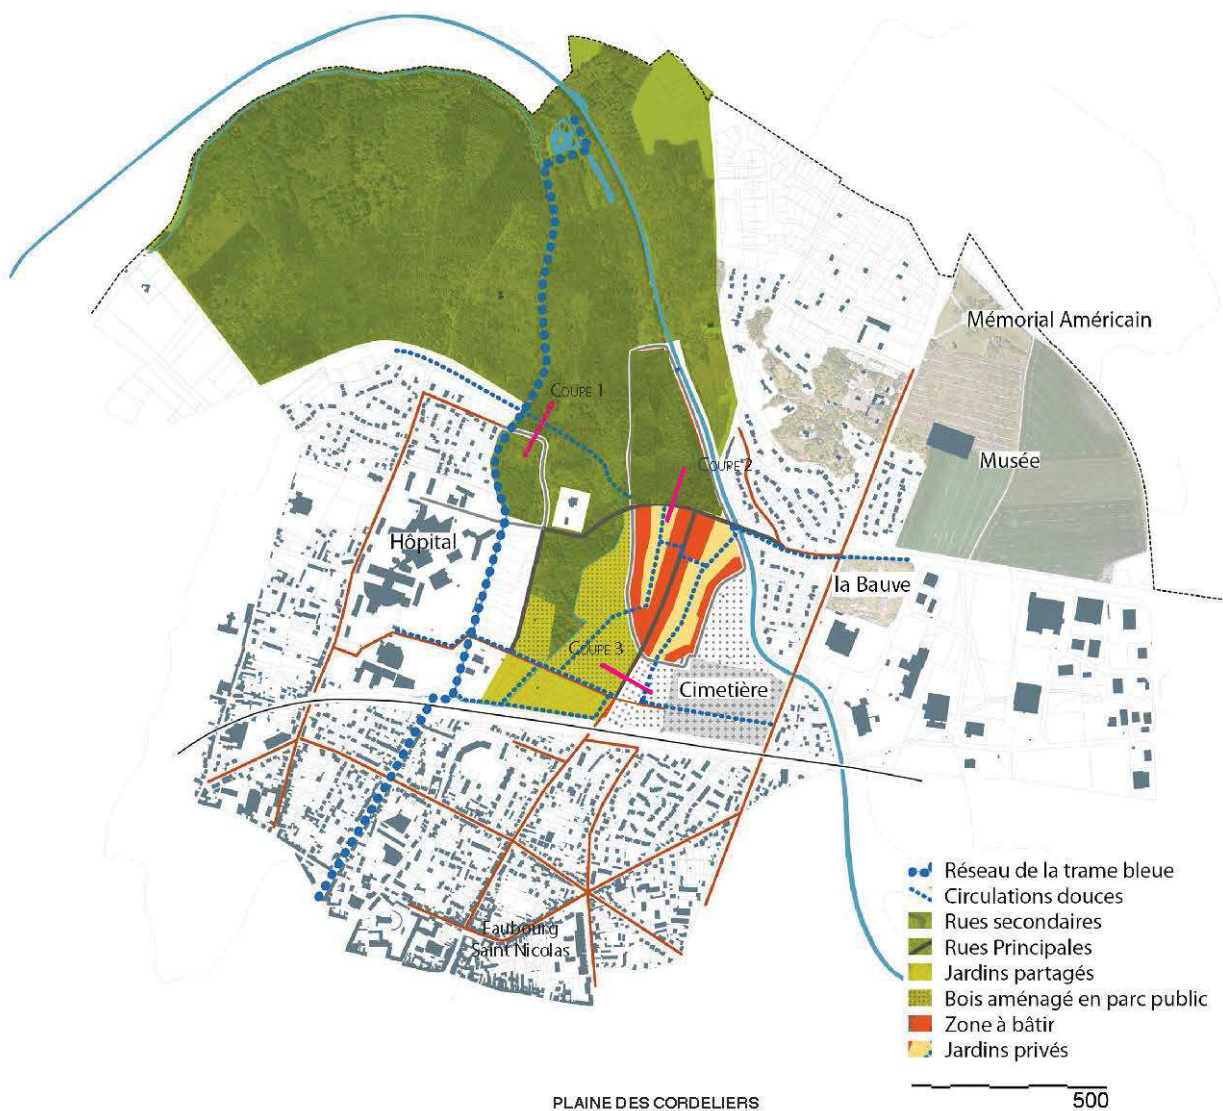 Mémorial Américain
COUPE 1
Musée
COUPE 2
Hôpital
la Bauve
COUPE 3
Cimetière
Réseau de la trame bleue
Circulations douces
Rues secondaires
Rues Principales
Jardins partagés
Bois aménagé en parc public
Zone à bâtir
Jardins privés
Faubourg
Saint Nicolas
PLAINE DES CORDELIERS
500